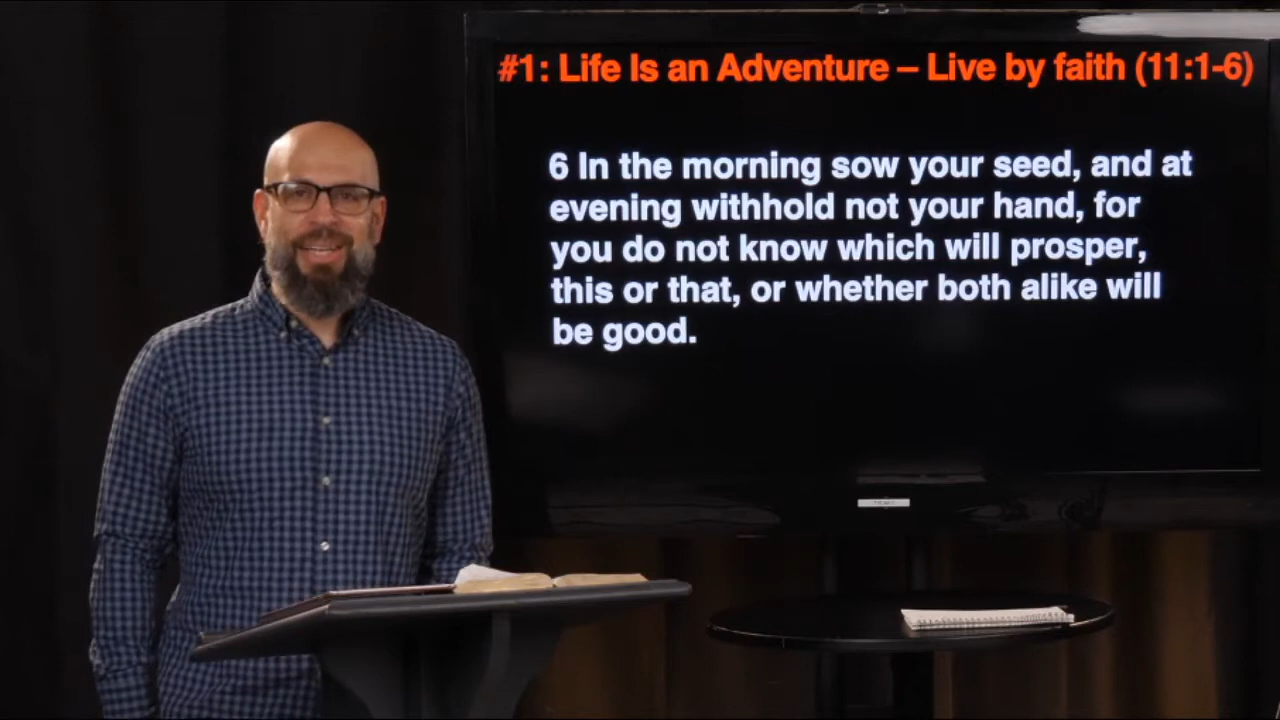 #1: Life Is an Adventure – Live by faith (11:1-6)
6 In the morning sow your seed, and at
evening withhold not your hand, for
you do not know which will prosper,
this or that, or whether both alike will
be good.